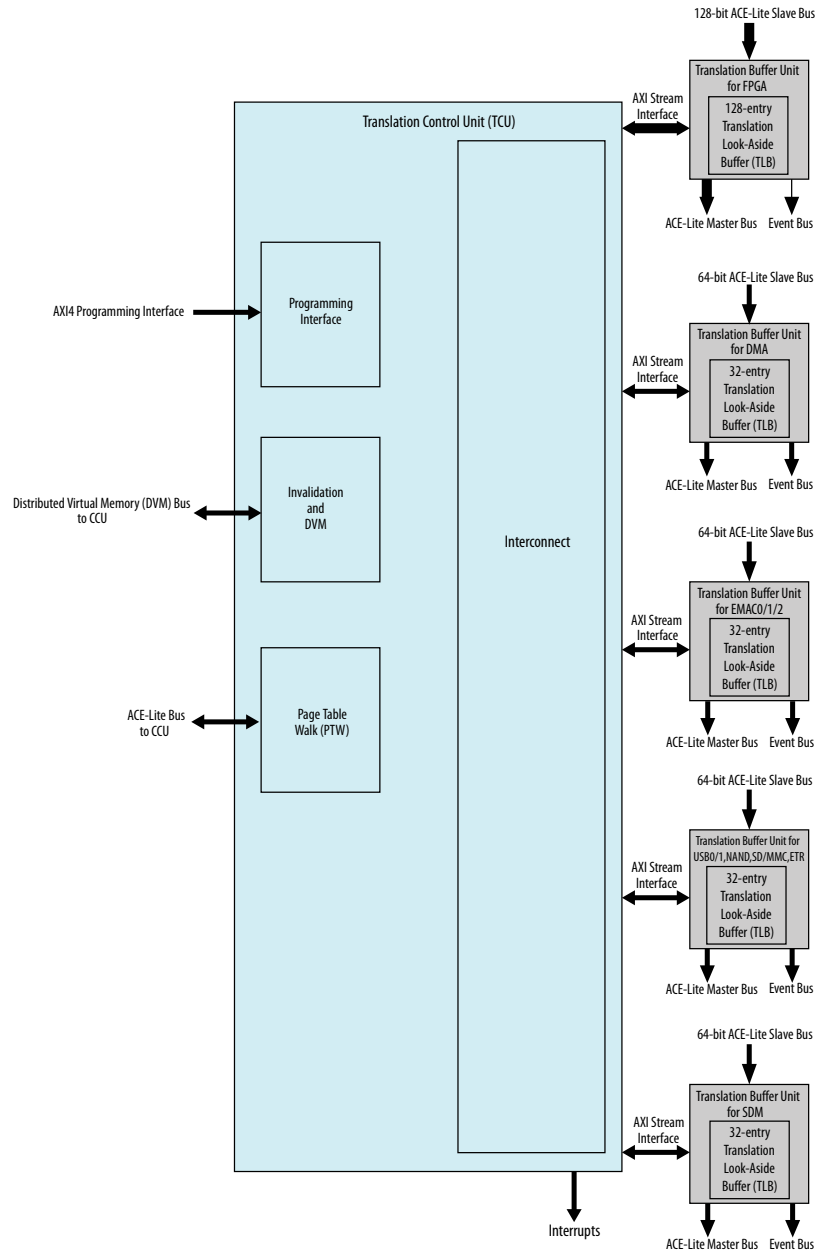 128-bit ACE-Lite Slave Bus
Translation Buffer Unit
for FPGA
128-entry
Translation
Look-Aside
Buffer (TLB)
AXI Stream
Interface
ACE-Lite Master Bus
Event Bus
Translation Control Unit (TCU)
Programming
Interface
AXI4 Programming Interface
Invalidation
and
DVM
Distributed Virtual Memory (DVM) Bus
to CCU
Page Table
Walk (PTW)
ACE-Lite Bus
to CCU
Interconnect
Interrupts
64-bit ACE-Lite Slave Bus
Translation Buffer Unit
for DMA
32-entry
Translation
Look-Aside
Buffer (TLB)
AXI Stream
Interface
ACE-Lite Master Bus
Event Bus
64-bit ACE-Lite Slave Bus
Translation Buffer Unit
for EMAC0/1/2
32-entry
Translation
Look-Aside
Buffer (TLB)
AXI Stream
Interface
ACE-Lite Master Bus
Event Bus
64-bit ACE-Lite Slave Bus
Translation Buffer Unit for
USB0/1,NAND,SD/MMC,ETR
32-entry
Translation
Look-Aside
Buffer (TLB)
AXI Stream
Interface
ACE-Lite Master Bus
Event Bus
64-bit ACE-Lite Slave Bus
Translation Buffer Unit
for SDM
32-entry
Translation
Look-Aside
Buffer (TLB)
AXI Stream
Interface
ACE-Lite Master Bus
Event Bus